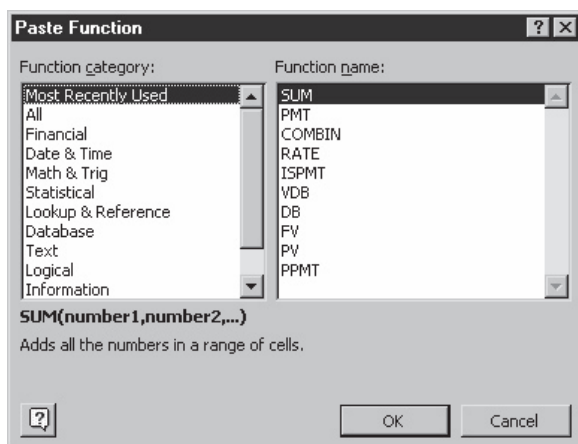 Paste Function
Function category:
Most Recently Used
All
Financial
Date & Time
Math & Trig
Statistical
Lookup & Reference
Database
Text
Logical
Information
Function name:
SUM
PMT
COMBIN
RATE
ISPMT
VDB
DB
FV
PV
PPMT
SUM(number1,number2,...)
Adds all the numbers in a range of cells.
OK
Cancel